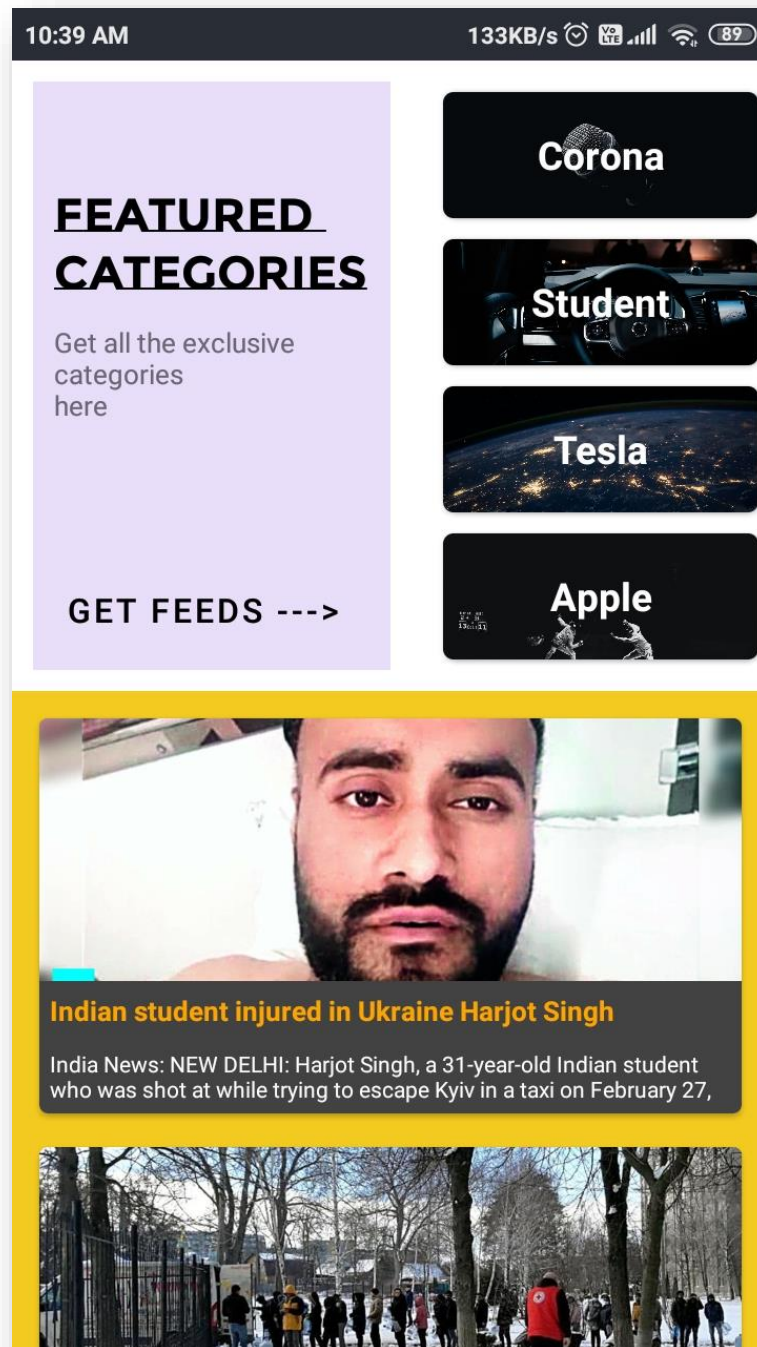 10:39 AM
133KB/s
Vo
LTE
89
FEATURED
CATEGORIES
Get all the exclusive
categories
here
GET FEEDS --->
Corona
Student
Tesla
Apple
Indian student injured in Ukraine Harjot Singh
India News: NEW DELHI: Harjot Singh, a 31-year-old Indian student
who was shot at while trying to escape Kyiv in a taxi on February 27,